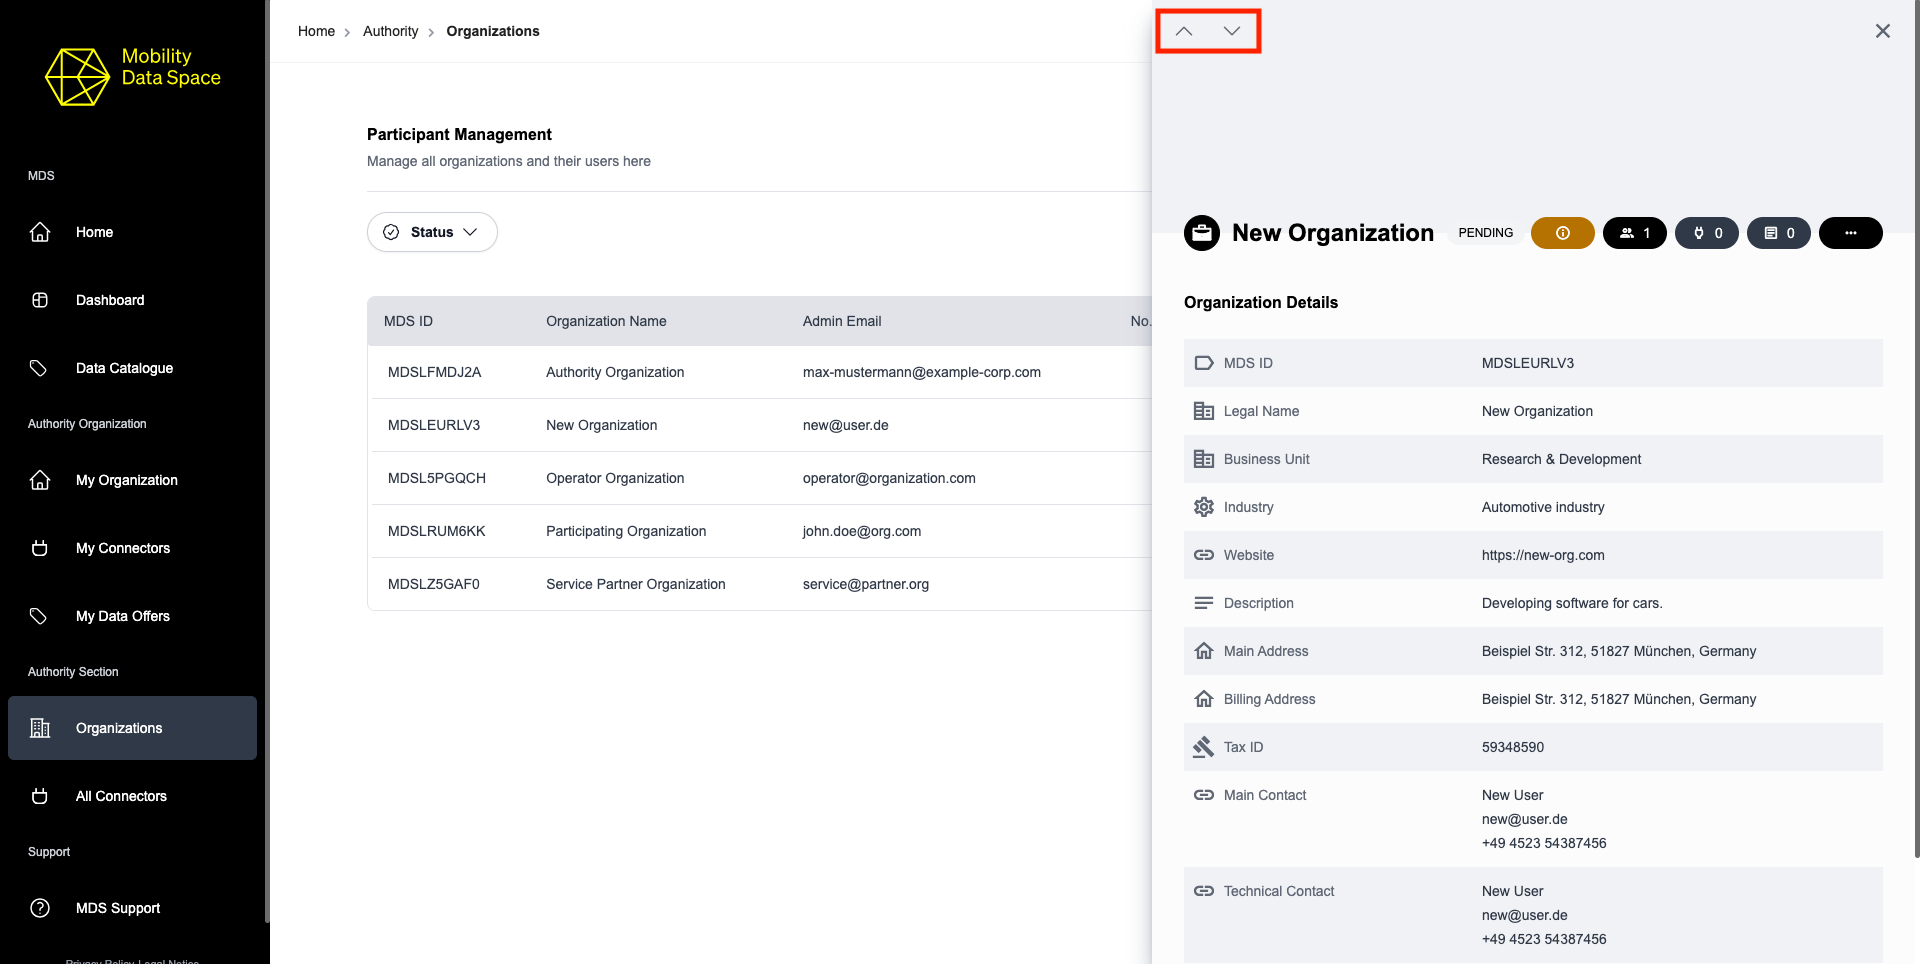 Mobility
Data Space
MDS
Home
Dashboard
Data Catalogue
Authority Organization
My Organization
My Connectors
My Data Offers
Authority Section
Organizations
All Connectors
Support
MDS Support
Privacy Policy Legal Notice
Home Authority Organizations
Participant Management
Manage all organizations and their users here
Status
MDS ID Organization Name Admin Email No.
MDSLFMDJ2A Authority Organization max-mustermann@example-corp.com
MDSLEURLV3 New Organization new@user.de
MDSL5PGQCH Operator Organization operator@organization.com
MDSLRUM6KK Participating Organization john.doe@org.com
MDSLZ5GAF0 Service Partner Organization service@partner.org
New Organization PENDING 1 0 0 ...
Organization Details
MDS ID MDSLEURLV3
Legal Name New Organization
Business Unit Research & Development
Industry Automotive industry
Website https://new-org.com
Description Developing software for cars.
Main Address Beispiel Str. 312, 51827 München, Germany
Billing Address Beispiel Str. 312, 51827 München, Germany
Tax ID 59348590
Main Contact New User
new@user.de
+49 4523 54387456
Technical Contact New User
new@user.de
+49 4523 54387456